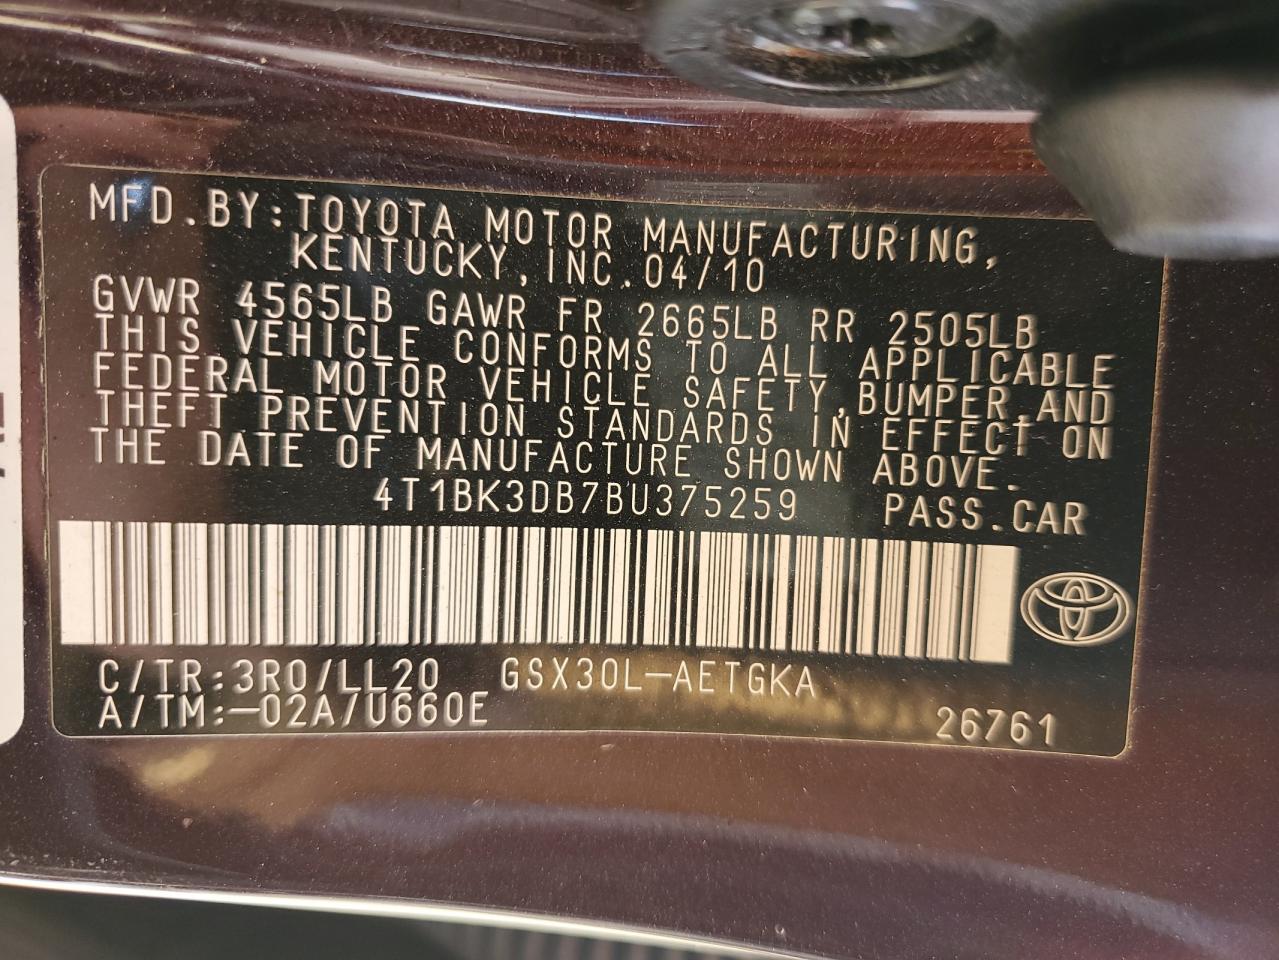 MFD.BY:TOYOTA MOTOR MANUFACTURING,
KENTUCKY,INC.04/10
GVWR 4565LB GAWR FR 2665LB RR 2505LB
THIS VEHICLE CONFORMS TO ALL APPLICABLE
FEDERAL MOTOR VEHICLE SAFETY,BUMPER,AND
THEFT PREVENTION STANDARDS IN EFFECT ON
THE DATE OF MANUFACTURE SHOWN ABOVE.
4T1BK3DB7BU375259 PASS.CAR
C/TR:3R0/LL20 GSX30L-AETGKA
A/TM:-02A/U660E 26761